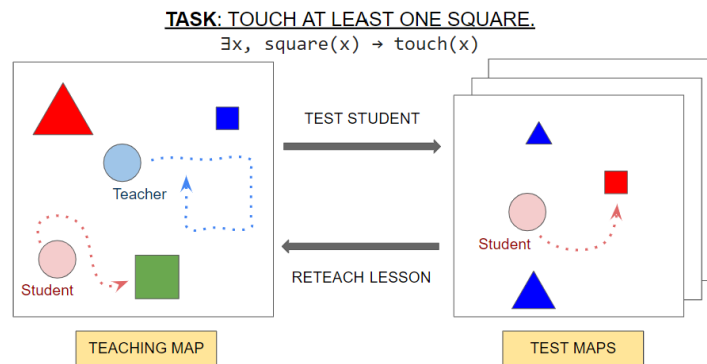 TASK: TOUCH AT LEAST ONE SQUARE.
∃x, square(x) → touch(x)
TEST STUDENT
Teacher
Student
Student
RETEACH LESSON
TEACHING MAP
TEST MAPS